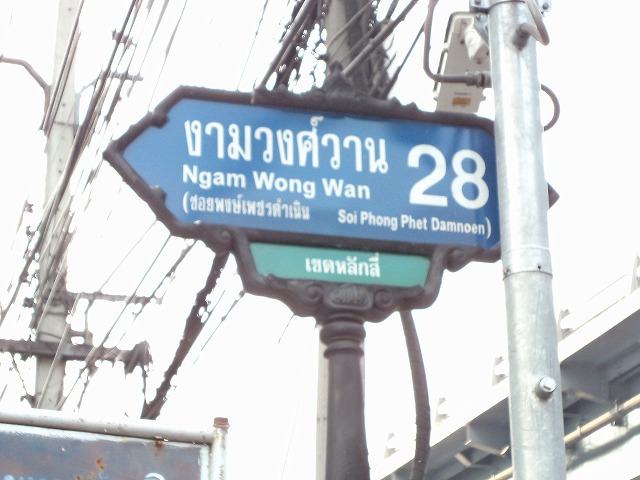 งามวงศ์วาน 28
Ngam Wong Wan
(ซอยพงษ์เพชรดำเนิน Soi Phong Phet Damnoen)
เขตหลักสี่